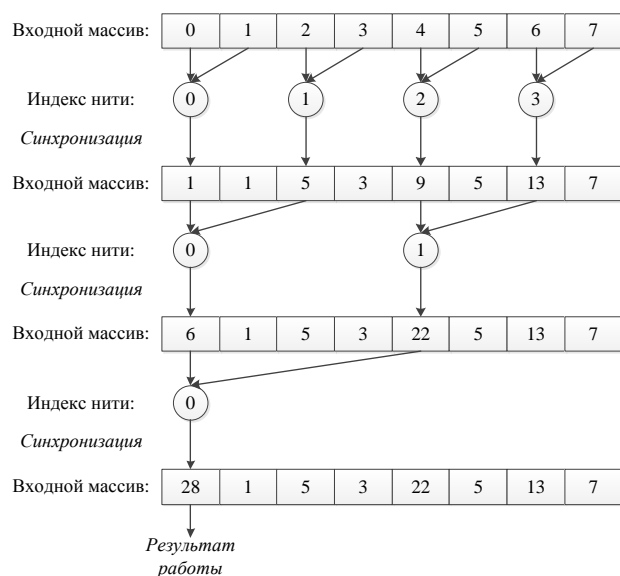 Входной массив: 0 1 2 3 4 5 6 7
Индекс нити: 0 1 2 3
Синхронизация
Входной массив: 1 1 5 3 9 5 13 7
Индекс нити: 0 1
Синхронизация
Входной массив: 6 1 5 3 22 5 13 7
Индекс нити: 0
Синхронизация
Входной массив: 28 1 5 3 22 5 13 7
Результат
работы